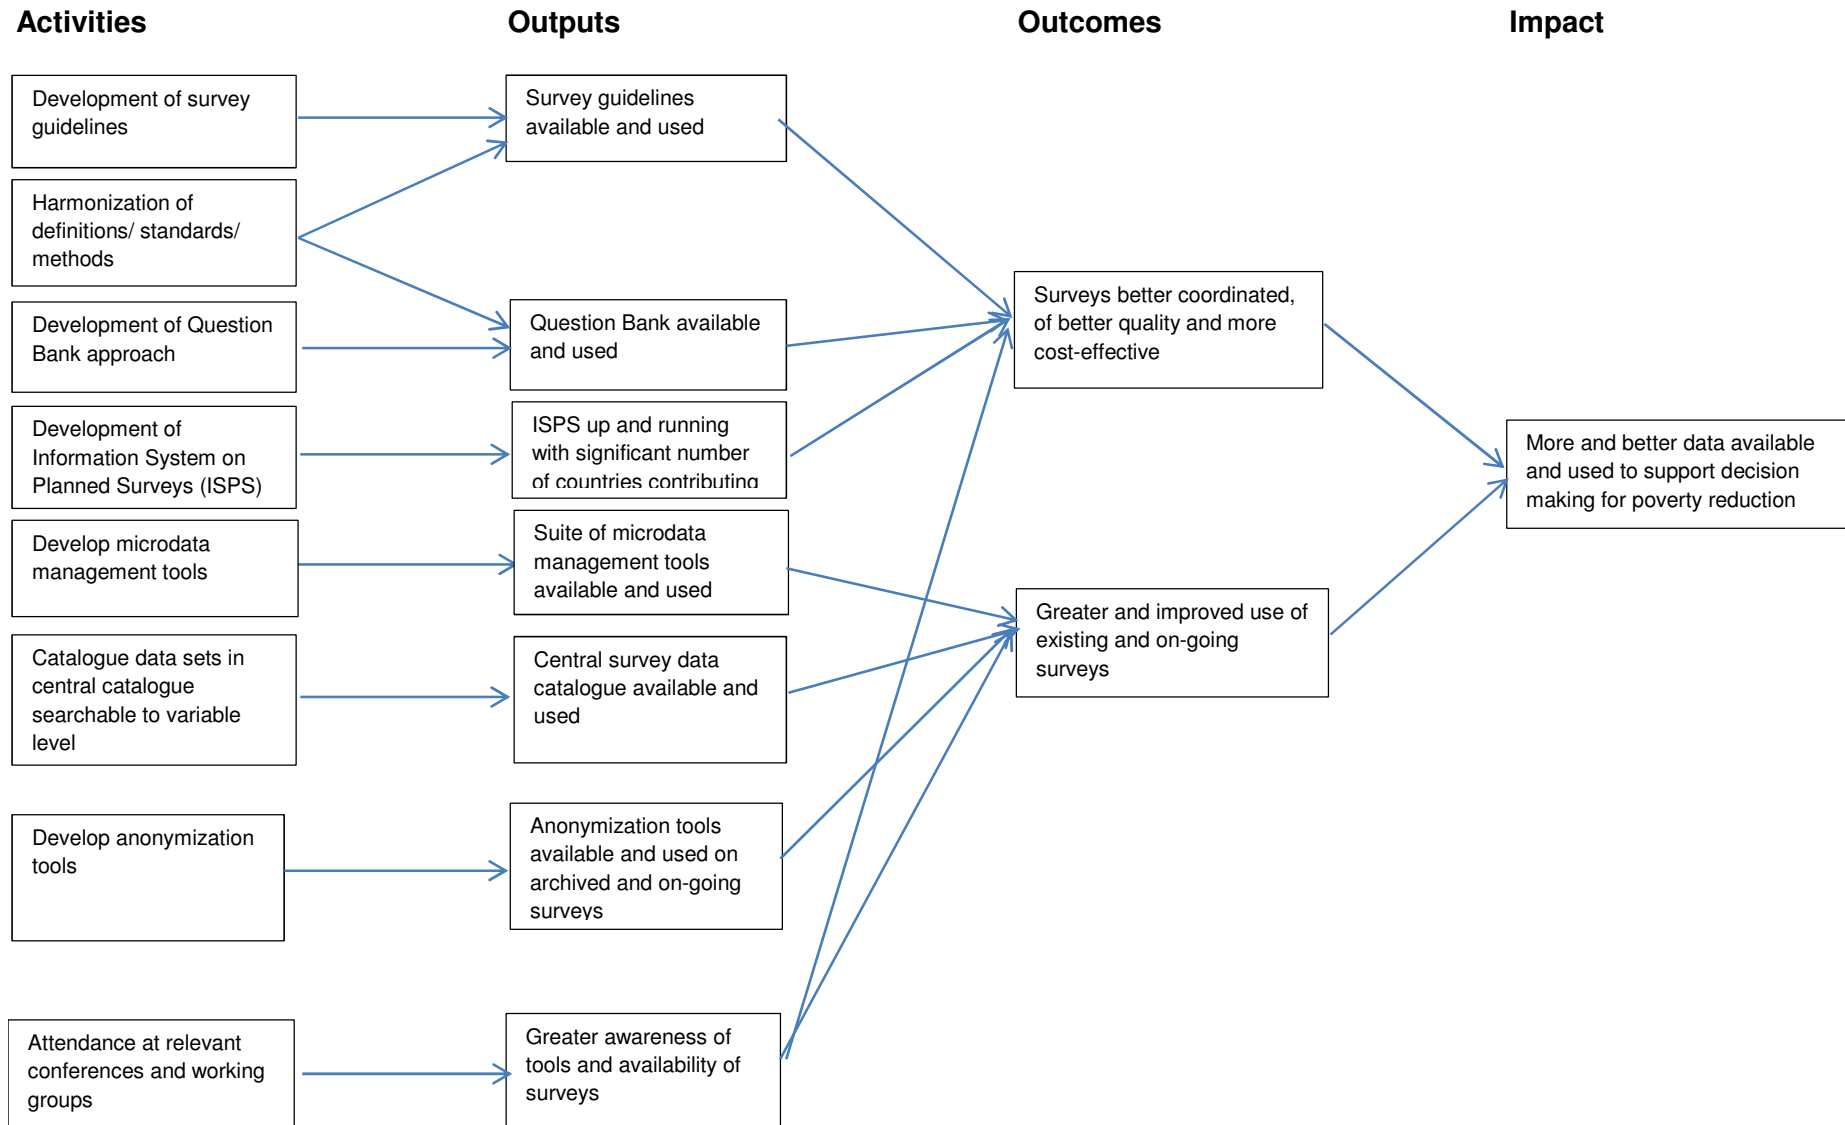 Activities
Outputs
Outcomes
Impact
Development of survey
guidelines
Survey guidelines
available and used
Harmonization of
definitions/ standards/
methods
Development of Question
Bank approach
Question Bank available
and used
Surveys better coordinated,
of better quality and more
cost-effective
Development of
Information System on
Planned Surveys (ISPS)
ISPS up and running
with significant number
of countries contributing
More and better data available
and used to support decision
making for poverty reduction
Develop microdata
management tools
Suite of microdata
management tools
available and used
Greater and improved use of
existing and on-going
surveys
Catalogue data sets in
central catalogue
searchable to variable
level
Central survey data
catalogue available and
used
Develop anonymization
tools
Anonymization tools
available and used on
archived and on-going
surveys
Attendance at relevant
conferences and working
groups
Greater awareness of
tools and availability of
surveys